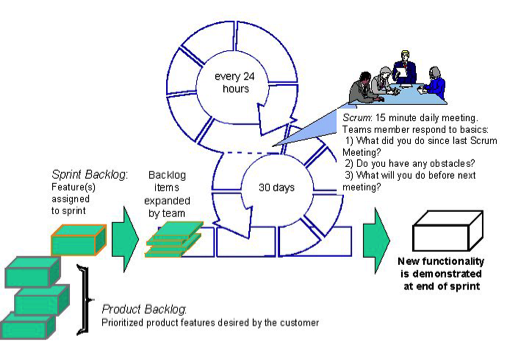 every 24
hours
Scrum: 15 minute daily meeting.
Teams member respond to basics:
1) What did you do since last Scrum
Meeting?
2) Do you have any obstacles?
3) What will you do before next
meeting?
Sprint Backlog:
Feature(s)
assigned
to sprint
Backlog
items
expanded
by team
30 days
New functionality
is demonstrated
at end of sprint
Product Backlog:
Prioritized product features desired by the customer